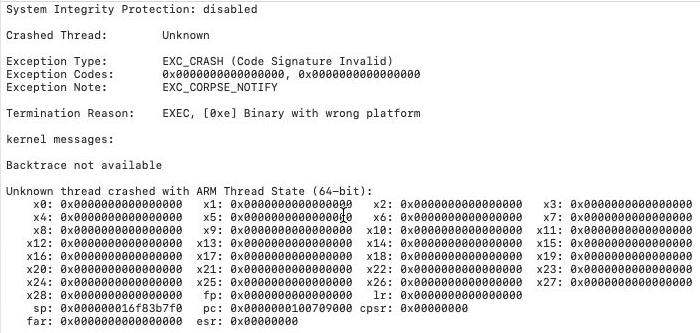 System Integrity Protection: disabled
Crashed Thread: Unknown
Exception Type: EXC_CRASH (Code Signature Invalid)
Exception Codes: 0x0000000000000000, 0x0000000000000000
Exception Note: EXC_CORPSE_NOTIFY
Termination Reason: EXEC, [0xe] Binary with wrong platform
kernel messages:
Backtrace not available
Unknown thread crashed with ARM Thread State (64-bit):
x0: 0x0000000000000000 x1: 0x0000000000000000 x2: 0x0000000000000000 x3: 0x0000000000000000
x4: 0x0000000000000000 x5: 0x0000000000000000 x6: 0x0000000000000000 x7: 0x0000000000000000
x8: 0x0000000000000000 x9: 0x0000000000000000 x10: 0x0000000000000000 x11: 0x0000000000000000
x12: 0x0000000000000000 x13: 0x0000000000000000 x14: 0x0000000000000000 x15: 0x0000000000000000
x16: 0x0000000000000000 x17: 0x0000000000000000 x18: 0x0000000000000000 x19: 0x0000000000000000
x20: 0x0000000000000000 x21: 0x0000000000000000 x22: 0x0000000000000000 x23: 0x0000000000000000
x24: 0x0000000000000000 x25: 0x0000000000000000 x26: 0x0000000000000000 x27: 0x0000000000000000
x28: 0x0000000000000000 fp: 0x0000000000000000 lr: 0x0000000000000000
sp: 0x000000016f83b7f0 pc: 0x0000000100709000 cpsr: 0x00000000
far: 0x0000000000000000 esr: 0x00000000